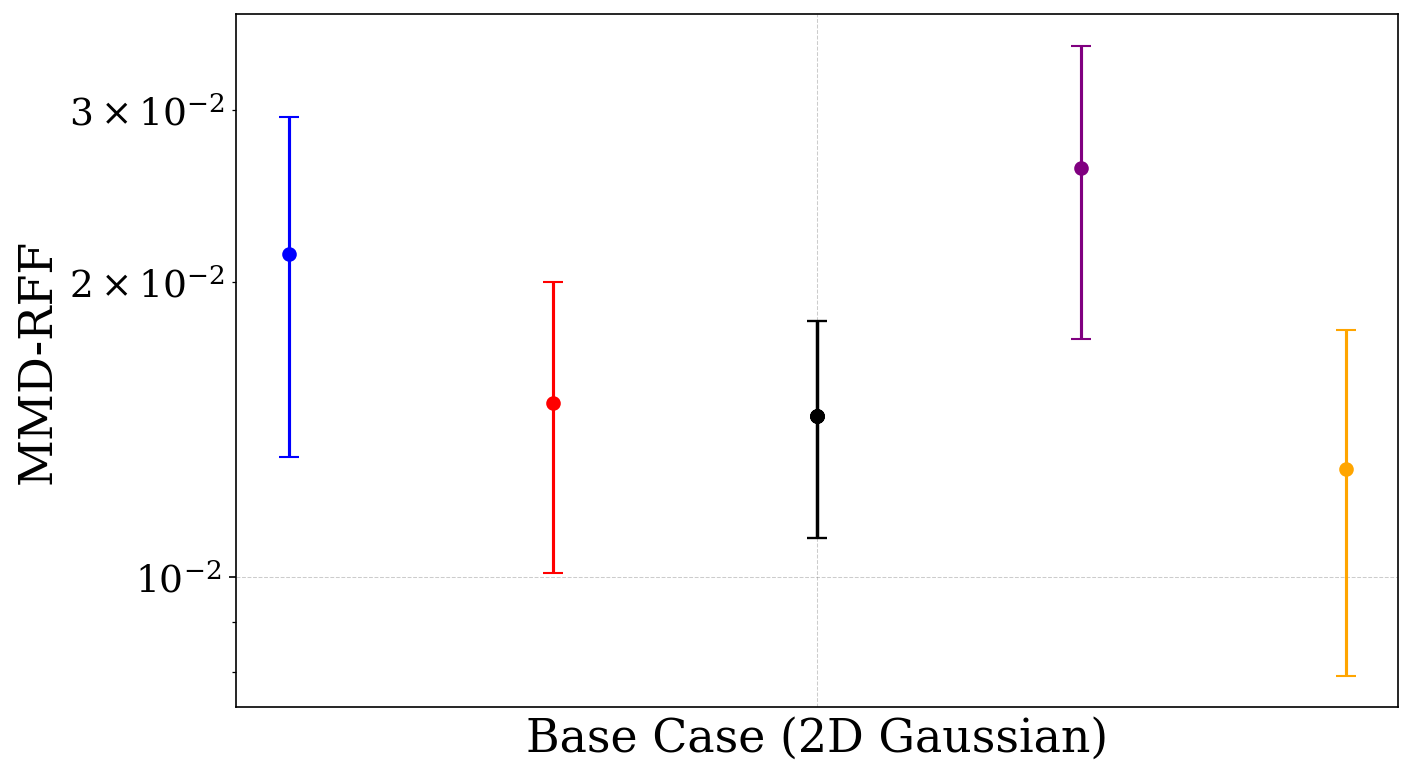 MMD-RFF
3 × 10⁻²
2 × 10⁻²
10⁻²
Base Case (2D Gaussian)